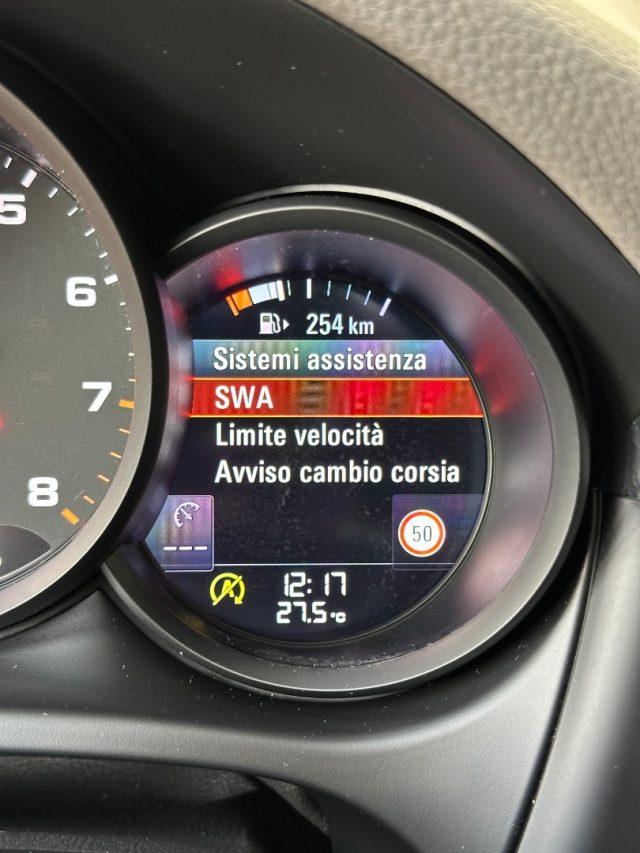 5
6
7
8
254 km
Sistemi assistenza
SWA
Limite velocità
Avviso cambio corsia
---
50
A
12:17
27.5 °C